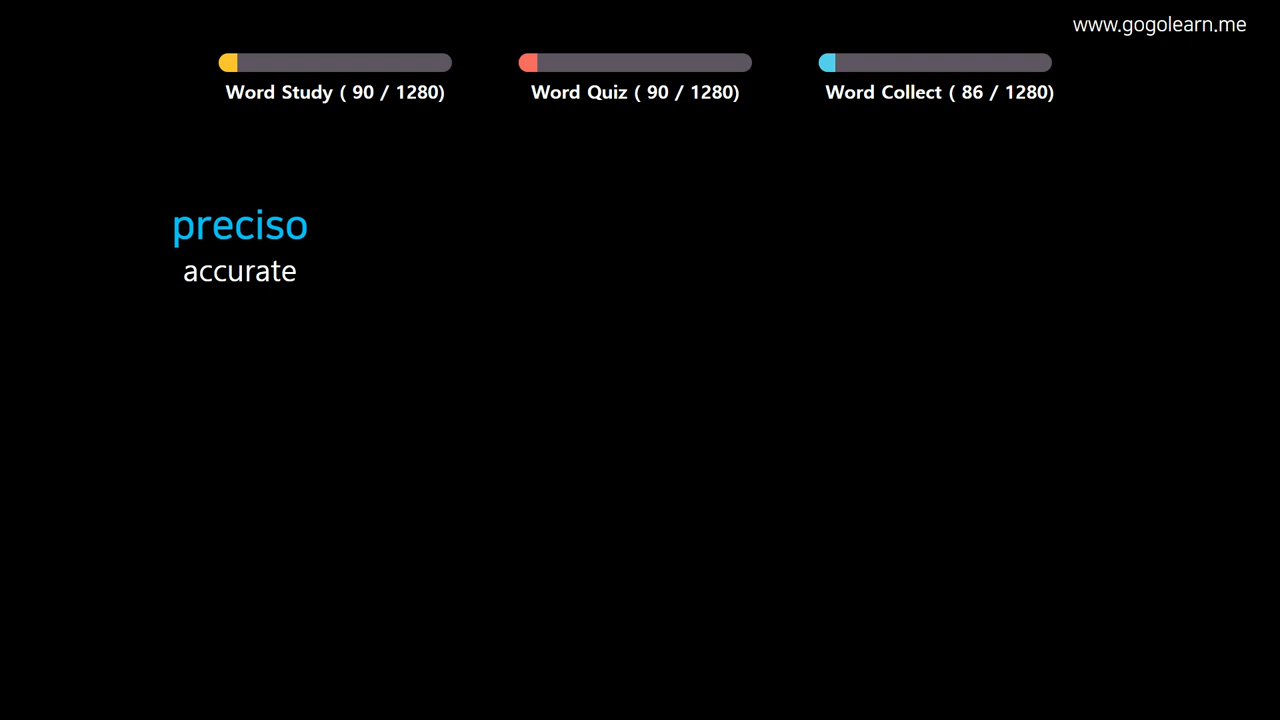 www.gogolearn.me
Word Study ( 90 / 1280)
Word Quiz ( 90 / 1280)
Word Collect ( 86 / 1280)
preciso
accurate